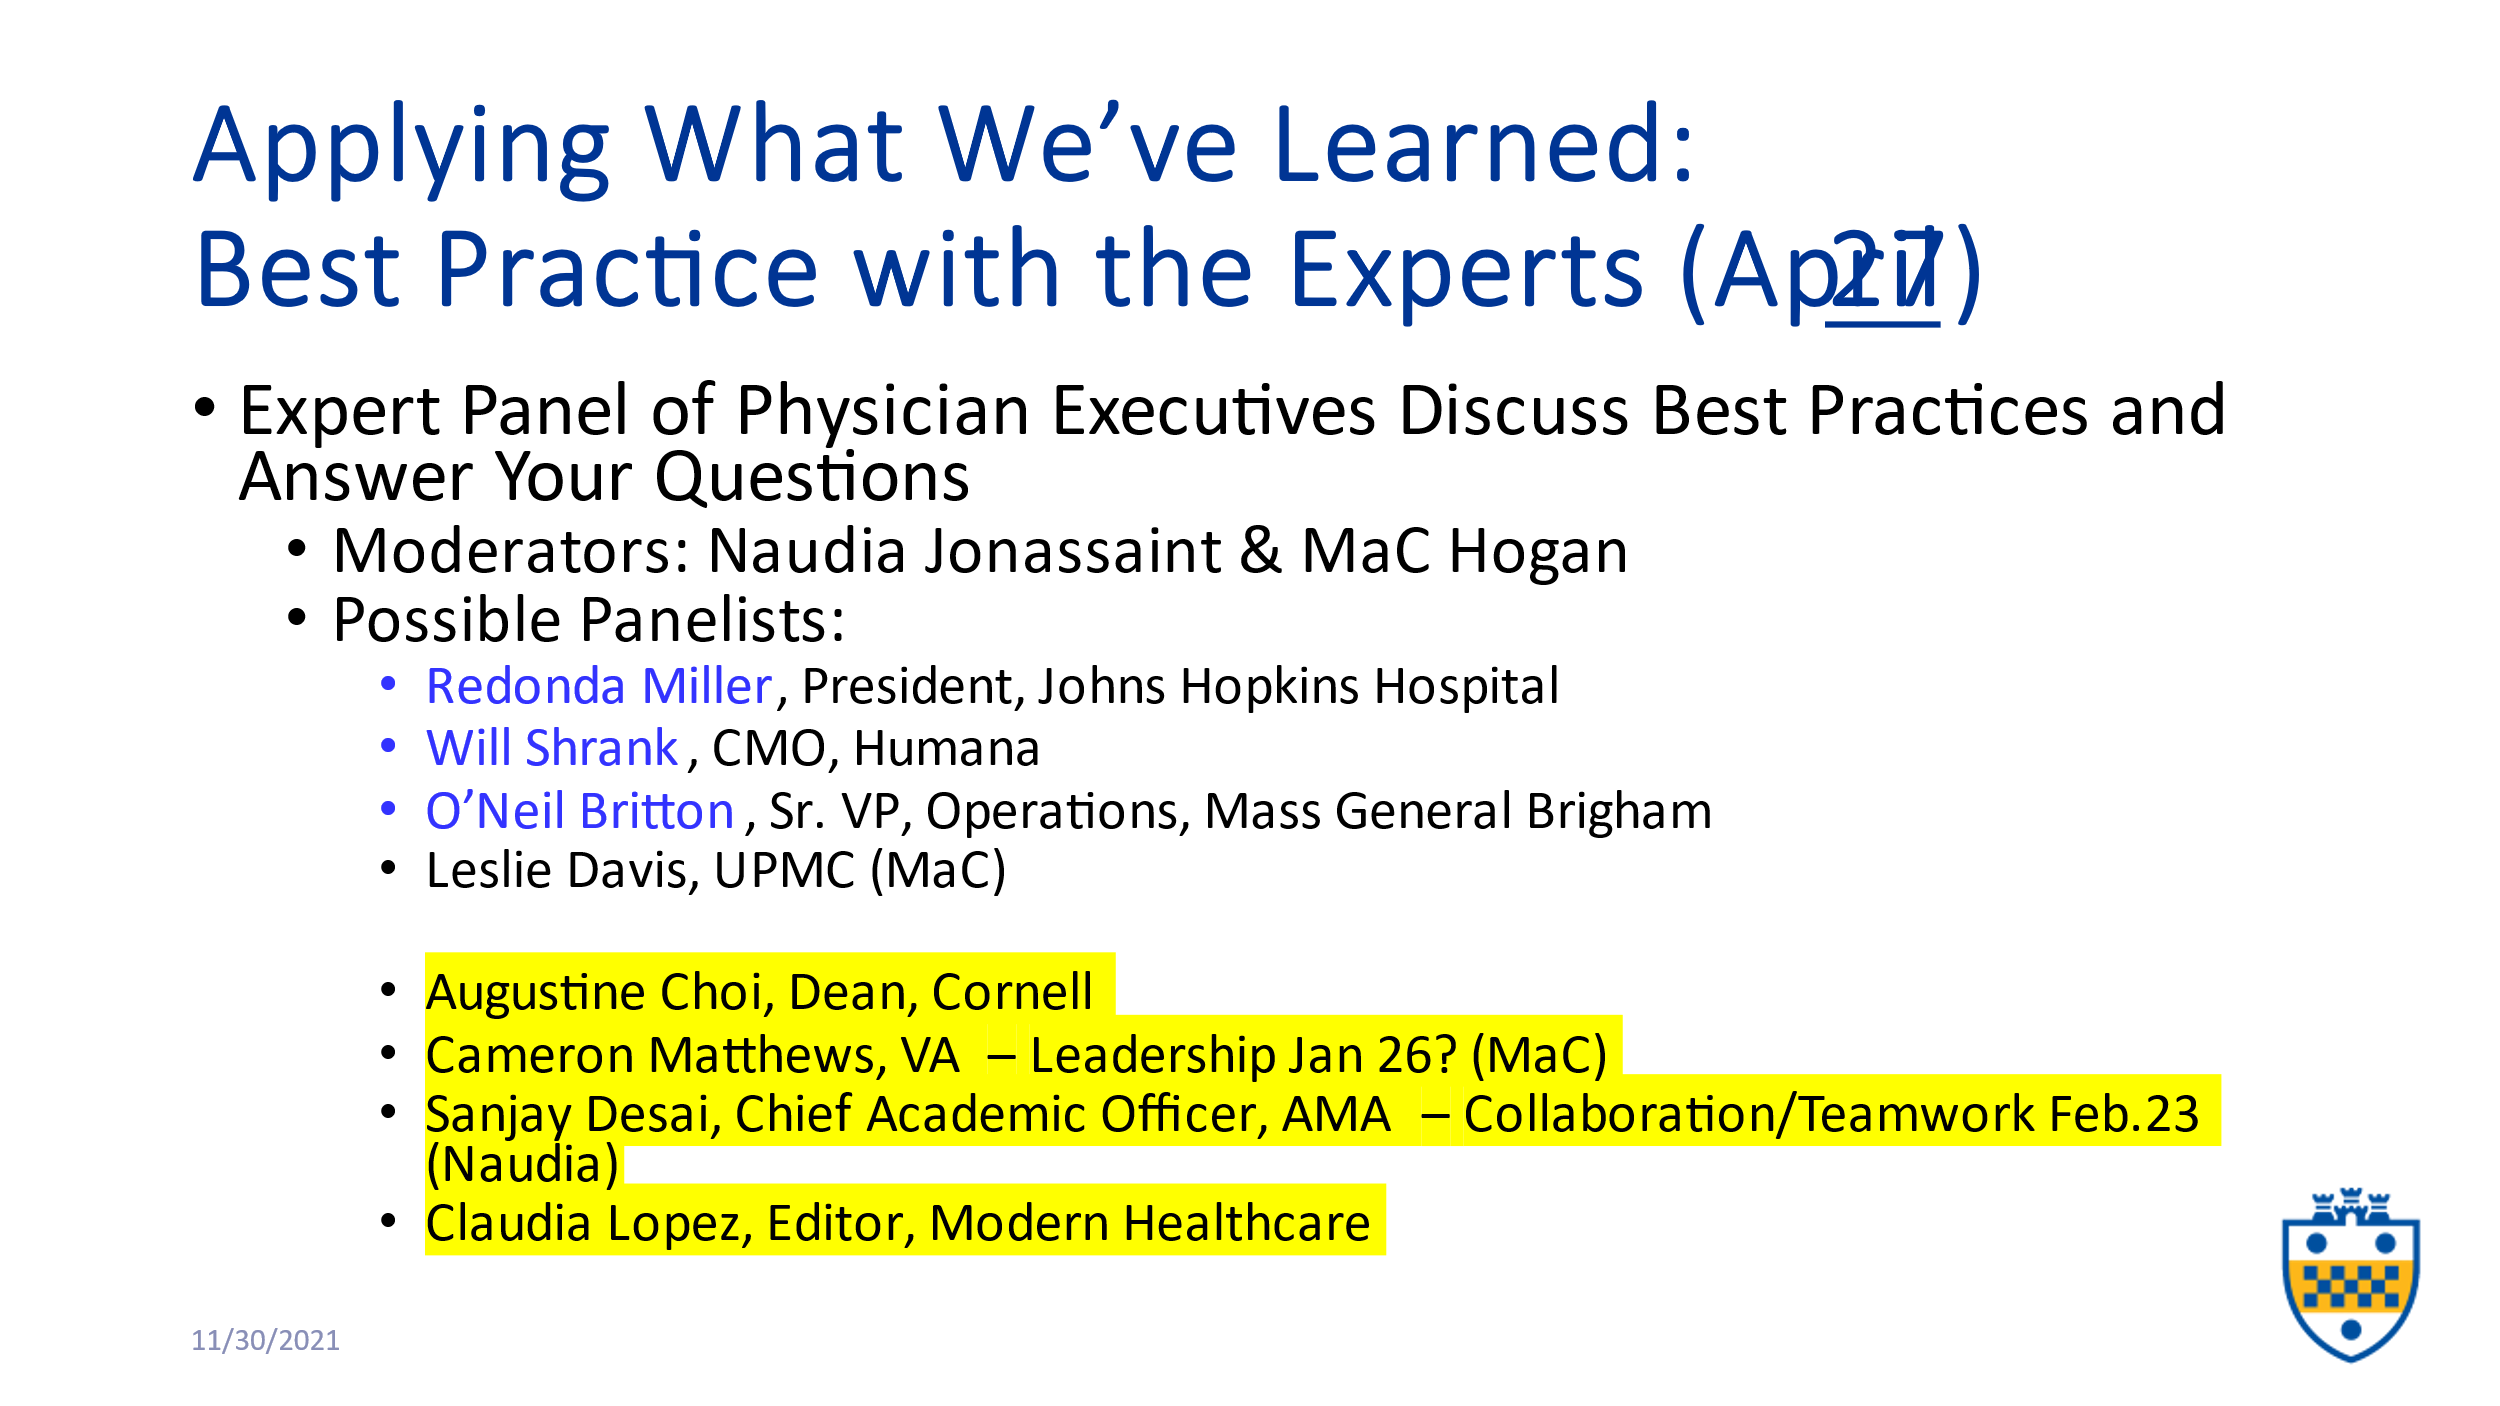 Applying What We’ve Learned:
Best Practice with the Experts (April 27)
• Expert Panel of Physician Executives Discuss Best Practices and
Answer Your Questions
• Moderators: Naudia Jonassaint & MaC Hogan
• Possible Panelists:
• Redonda Miller, President, Johns Hopkins Hospital
• Will Shrank, CMO, Humana
• O’Neil Britton, Sr. VP, Operations, Mass General Brigham
• Leslie Davis, UPMC (MaC)
• Augustine Choi, Dean, Cornell
• Cameron Matthews, VA – Leadership Jan 26? (MaC)
• Sanjay Desai, Chief Academic Officer, AMA – Collaboration/Teamwork Feb.23
(Naudia)
• Claudia Lopez, Editor, Modern Healthcare
11/30/2021